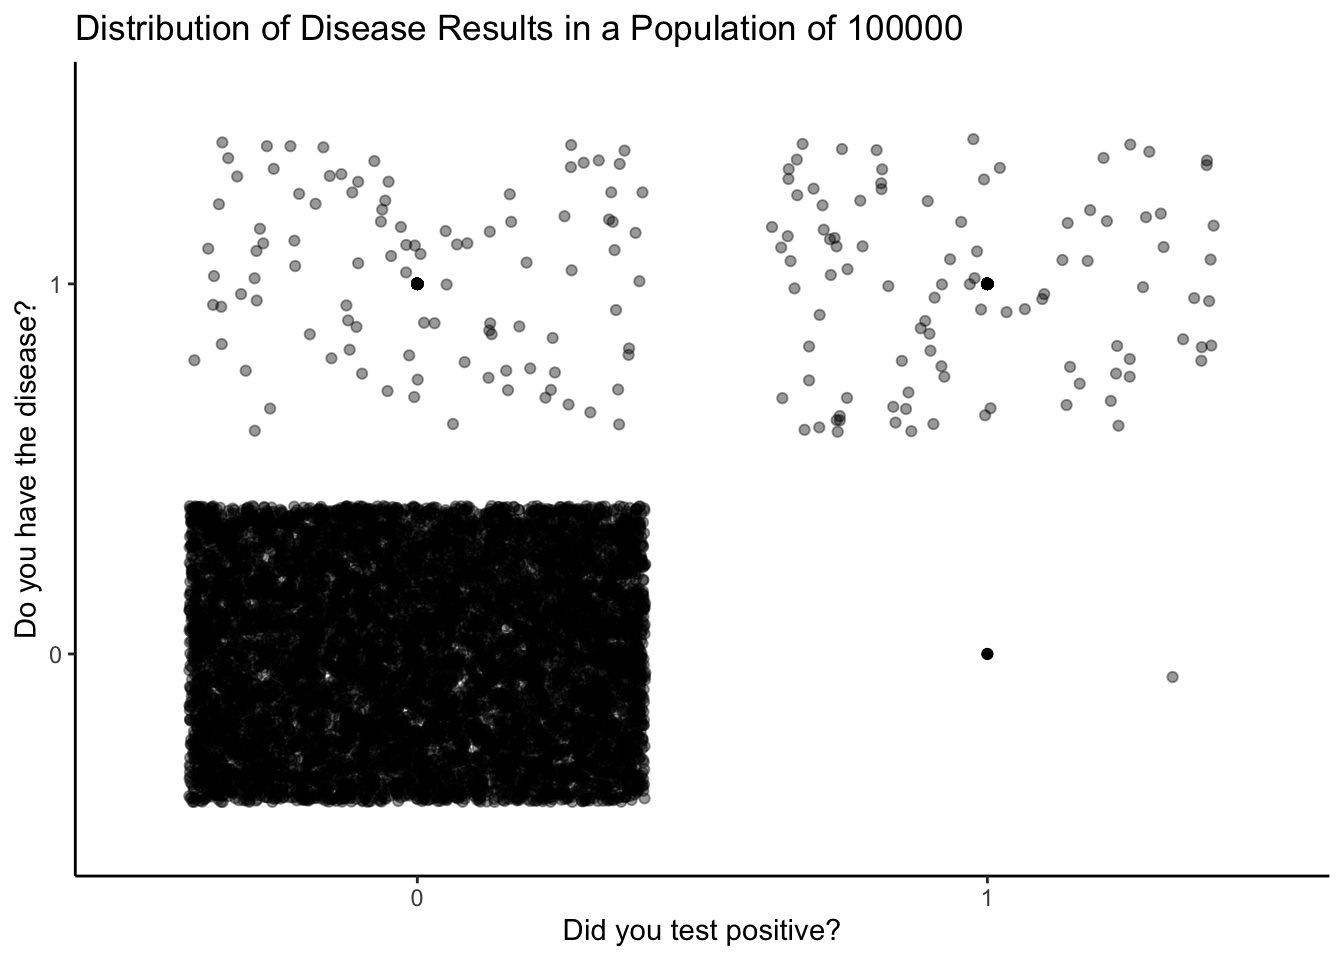 Distribution of Disease Results in a Population of 100000
Do you have the disease?
1
0
0
1
Did you test positive?